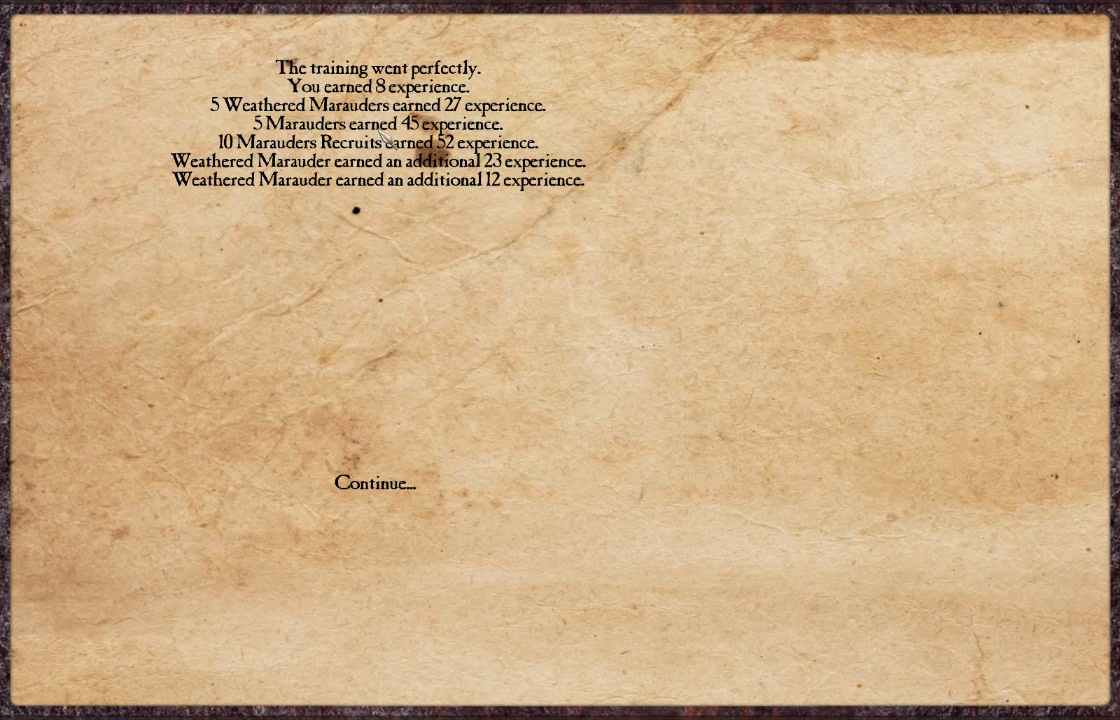 The training went perfectly.
You earned 8 experience.
5 Weathered Marauders earned 27 experience.
5 Marauders earned 45 experience.
10 Marauders Recruits earned 52 experience.
Weathered Marauder earned an additional 23 experience.
Weathered Marauder earned an additional 12 experience.
Continue...